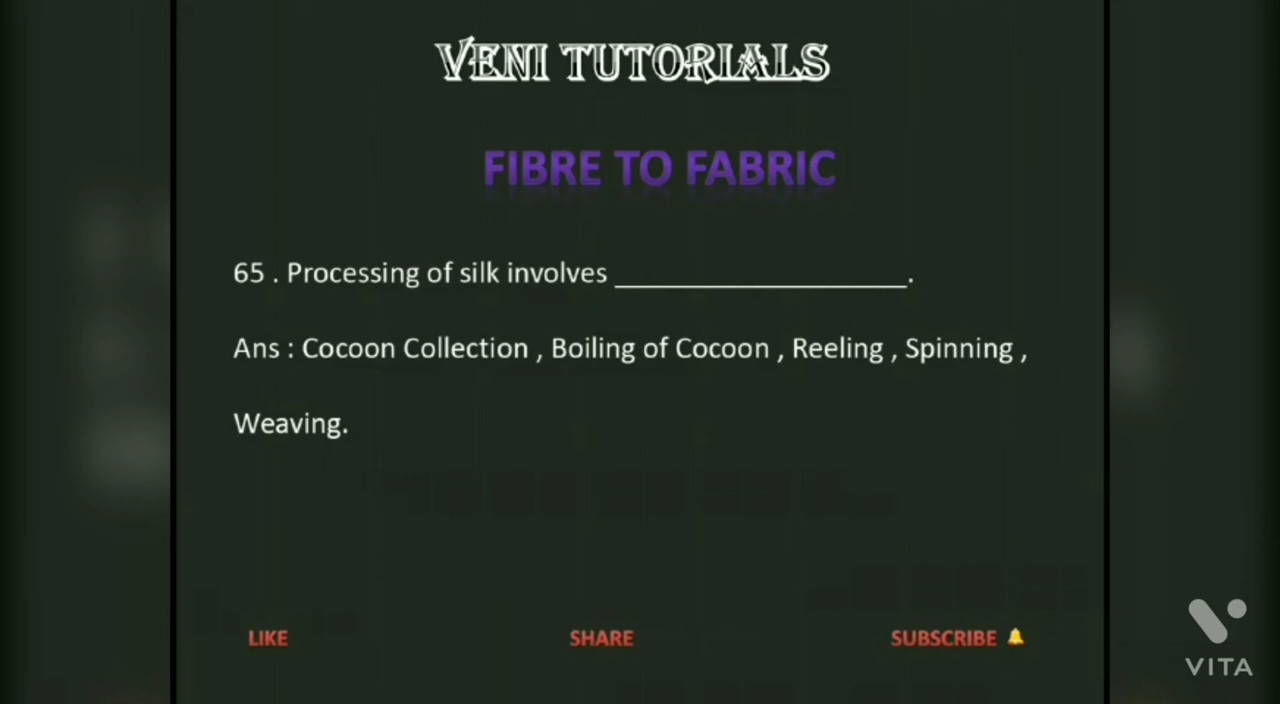 VENI TUTORIALS
FIBRE TO FABRIC
65 . Processing of silk involves ____________________.
Ans : Cocoon Collection , Boiling of Cocoon , Reeling , Spinning ,
Weaving.
LIKE SHARE SUBSCRIBE 🔔
VITA